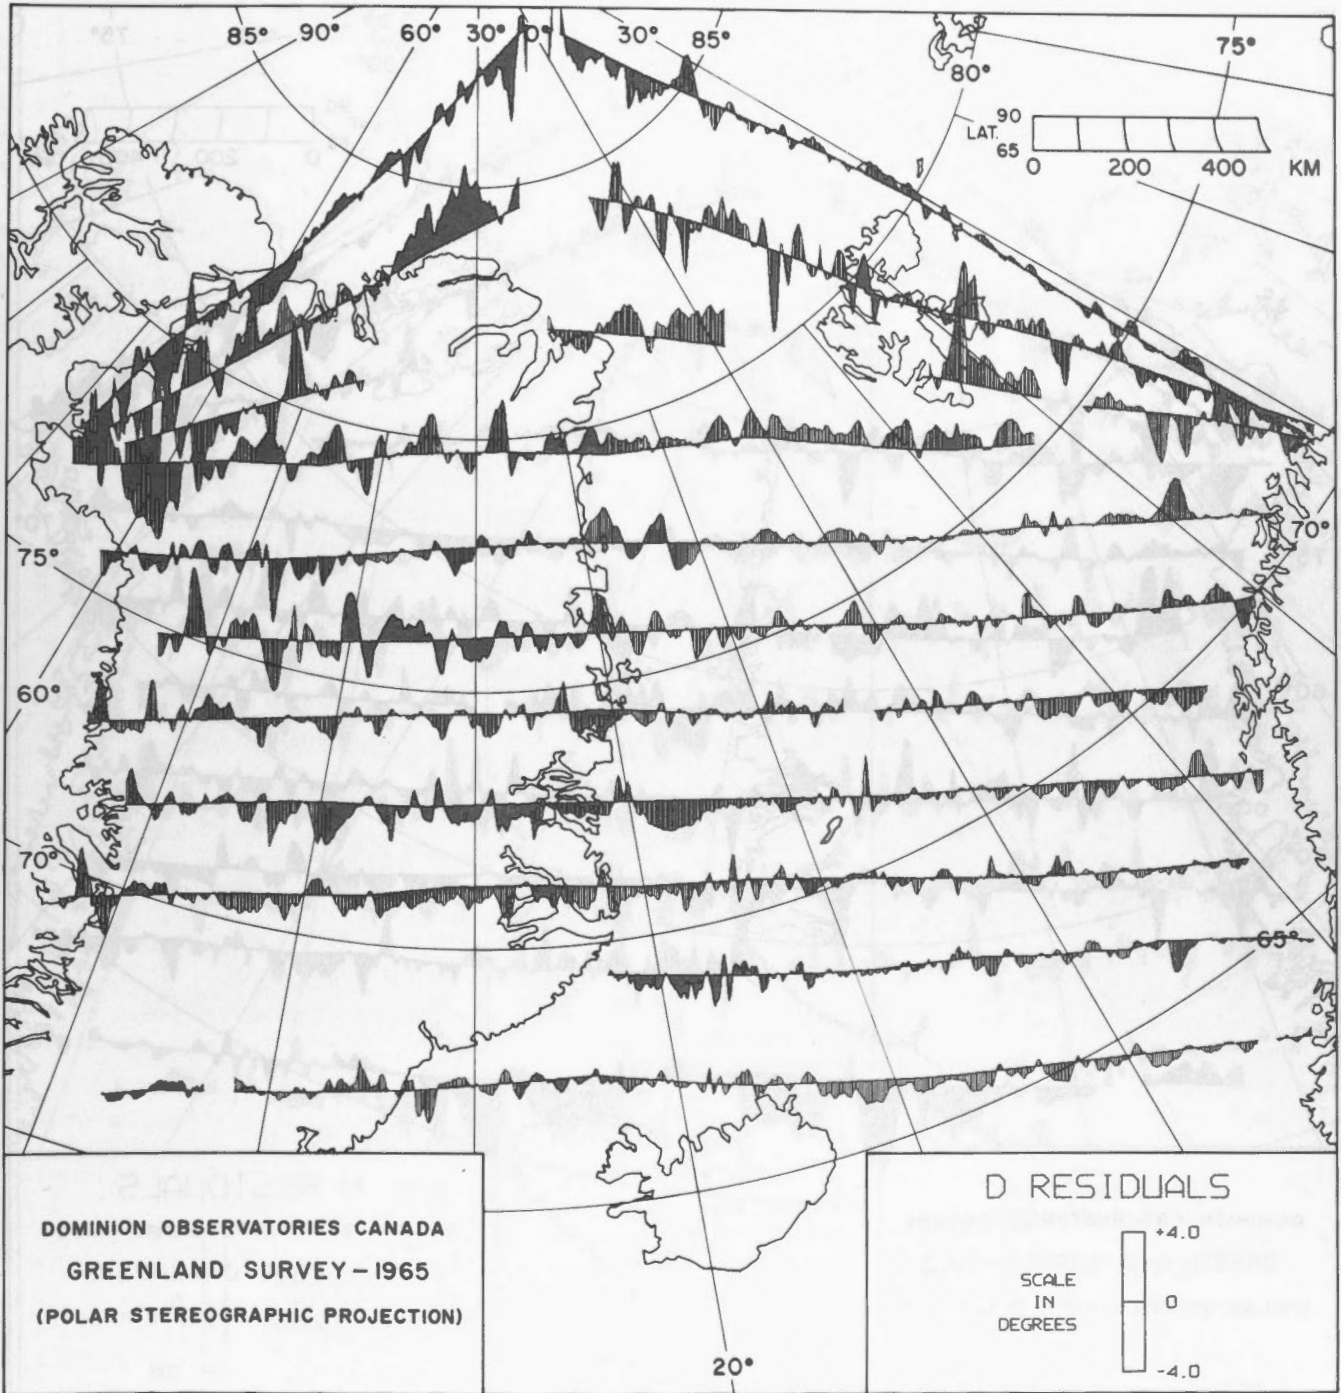 85° 90° 60° 30° 0° 30° 85° 75°
80°
LAT. 90
65
0 200 400 KM
75°
70°
60°
70°
65°
DOMINION OBSERVATORIES CANADA
GREENLAND SURVEY-1965
(POLAR STEREOGRAPHIC PROJECTION)
D RESIDUALS
SCALE
IN
DEGREES
+4.0
0
-4.0
20°